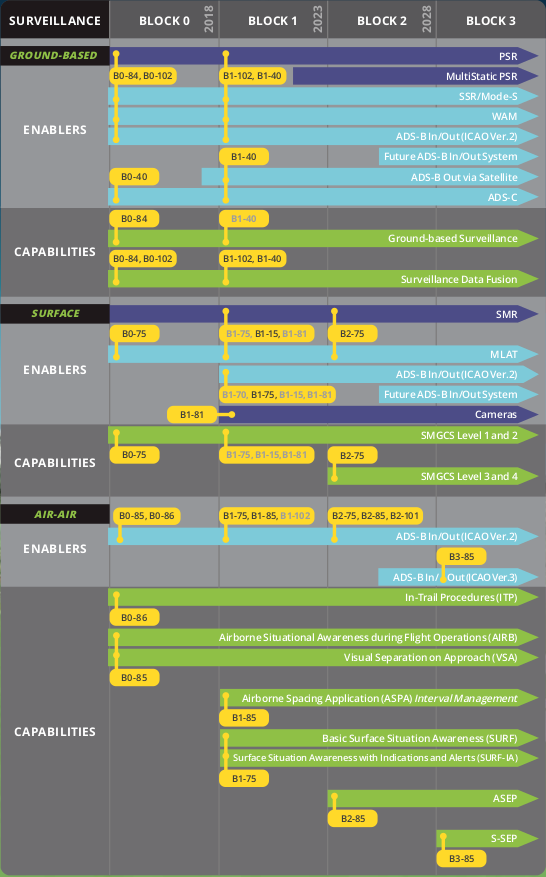 SURVEILLANCE BLOCK 0 2018 BLOCK 1 2023 BLOCK 2 2028 BLOCK 3
GROUND-BASED PSR
B0-84, B0-102 B1-102, B1-40 MultiStatic PSR
SSR/Mode-S
WAM
ENABLERS
ADS-B In/Out (ICAO Ver.2)
B1-40 Future ADS-B In/Out System
B0-40 ADS-B Out via Satellite
ADS-C
B0-84 B1-40
Ground-based Surveillance
CAPABILITIES
B0-84, B0-102 B1-102, B1-40
Surveillance Data Fusion
SURFACE SMR
B0-75 B1-75, B1-15, B1-81 B2-75
MLAT
ENABLERS ADS-B In/Out (ICAO Ver.2)
B1-70, B1-75, B1-15, B1-81 Future ADS-B In/Out System
B1-81 Cameras
SMGCS Level 1 and 2
B0-75 B1-75, B1-15, B1-81 B2-75
CAPABILITIES
SMGCS Level 3 and 4
AIR-AIR B0-85, B0-86 B1-75, B1-85, B1-102 B2-75, B2-85, B2-101
ADS-B In/Out (ICAO Ver.2)
ENABLERS
B3-85
ADS-B In/Out (ICAO Ver.3)
In-Trail Procedures (ITP)
B0-86
Airborne Situational Awareness during Flight Operations (AIRB)
Visual Separation on Approach (VSA)
B0-85
Airborne Spacing Application (ASPA) Interval Management
B1-85
CAPABILITIES
Basic Surface Situation Awareness (SURF)
Surface Situation Awareness with Indications and Alerts (SURF-IA)
B1-75
ASEP
B2-85
S-SEP
B3-85